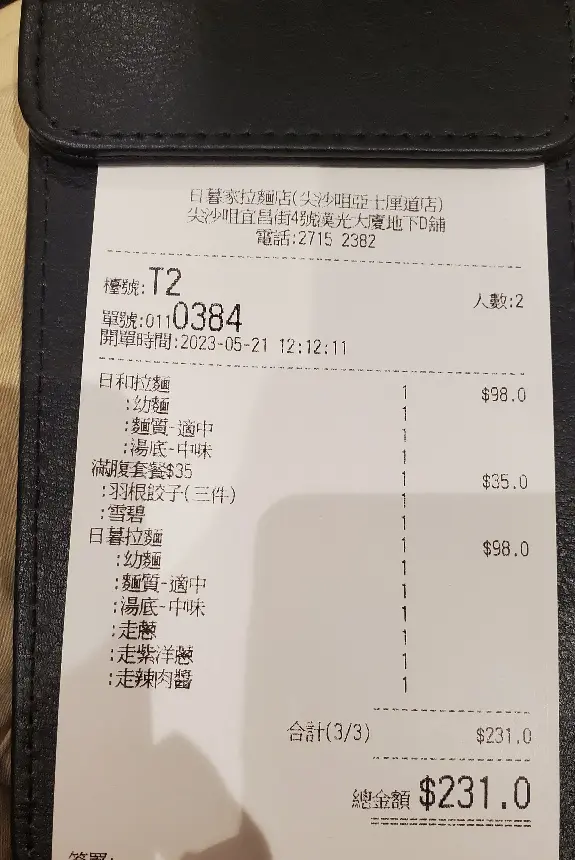 日暮家拉麵店(尖沙咀亞士厘道店)
尖沙咀宜昌街4號漢光大廈地下D舖
電話:2715 2382
檯號:T2
人數:2
單號:0110384
開單時間:2023-05-21 12:12:11
日和拉麵 1 $98.0
:幼麵 1
:麵質-適中 1
:湯底-中味 1
滿腹套餐$35 1 $35.0
:羽根餃子(三件) 1
:雪碧 1
日暮拉麵 1 $98.0
:幼麵 1
:麵質-適中 1
:湯底-中味 1
:走蔥 1
:走紫洋蔥 1
:走辣肉醬 1
合計(3/3) $231.0
總金額 $231.0